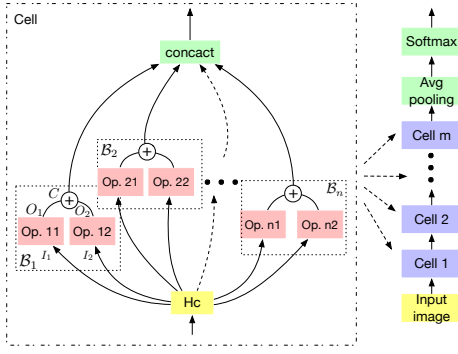 Cell
concact
B₂
Op. 21
Op. 22
Bₙ
C
O₁
O₂
Op. 11
Op. 12
Op. n1
Op. n2
B₁
I₁
I₂
Hc
Softmax
Avg
pooling
Cell m
Cell 2
Cell 1
Input
image